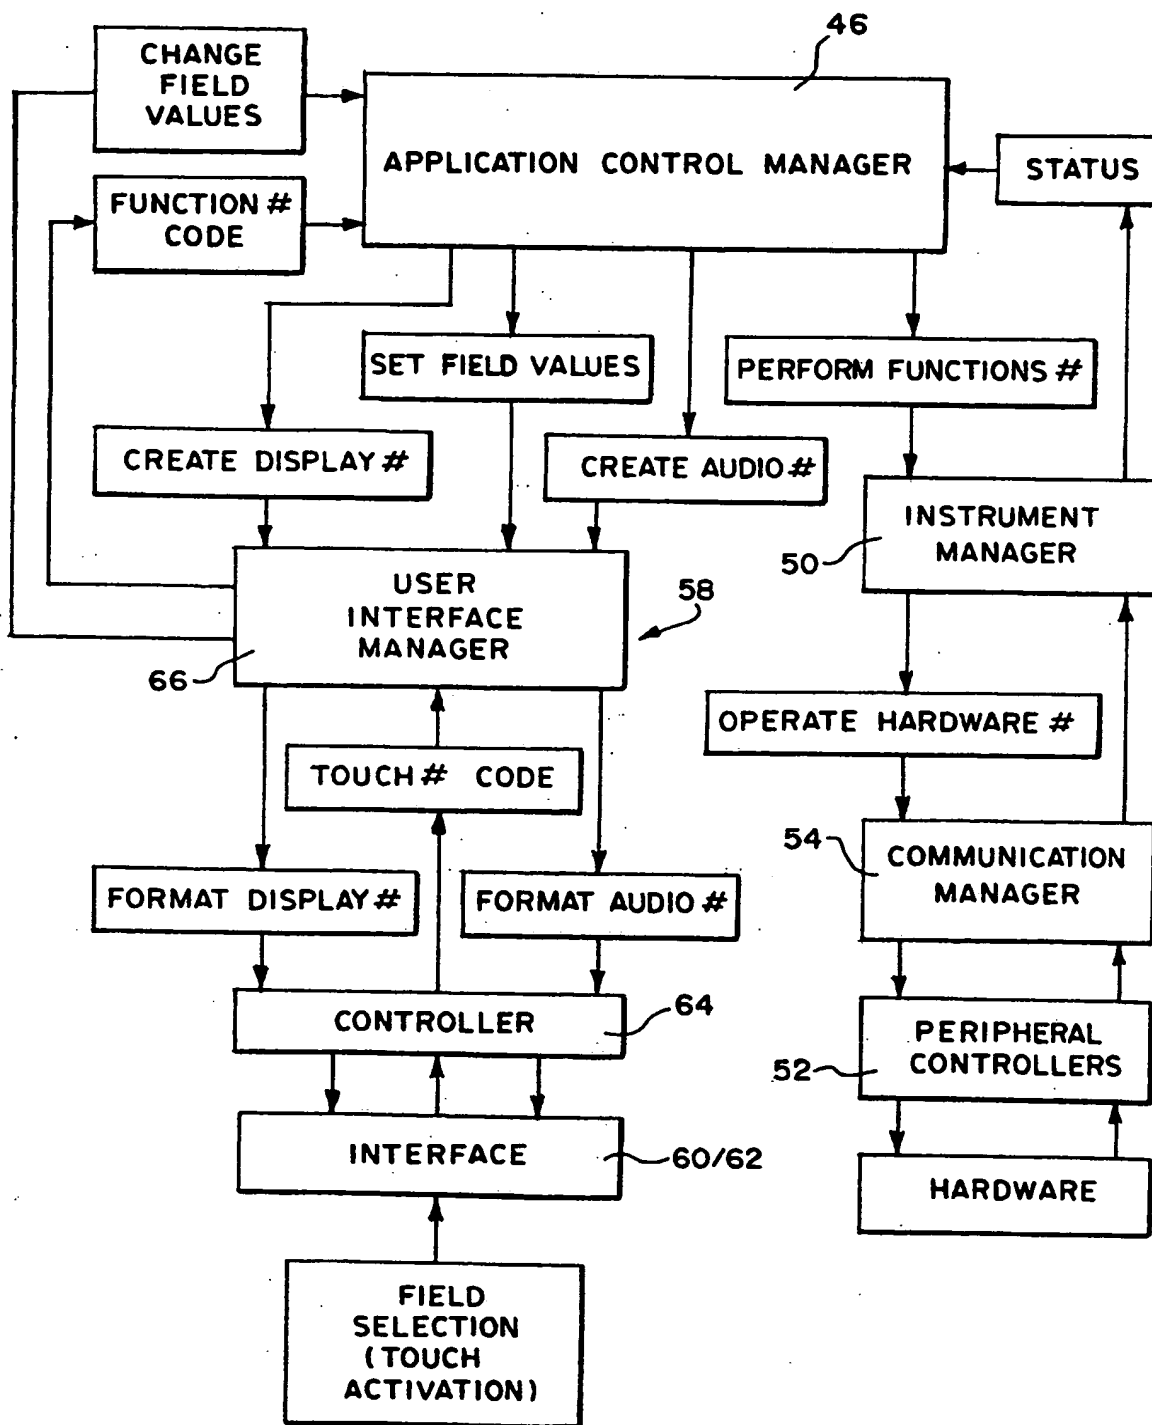 46
CHANGE
FIELD
VALUES
APPLICATION CONTROL MANAGER
STATUS
FUNCTION #
CODE
SET FIELD VALUES
PERFORM FUNCTIONS #
CREATE DISPLAY #
CREATE AUDIO #
INSTRUMENT
MANAGER
50
USER
INTERFACE
MANAGER
58
66
OPERATE HARDWARE #
TOUCH # CODE
54
COMMUNICATION
MANAGER
FORMAT DISPLAY #
FORMAT AUDIO #
CONTROLLER
64
PERIPHERAL
CONTROLLERS
52
INTERFACE
60/62
HARDWARE
FIELD
SELECTION
(TOUCH
ACTIVATION)